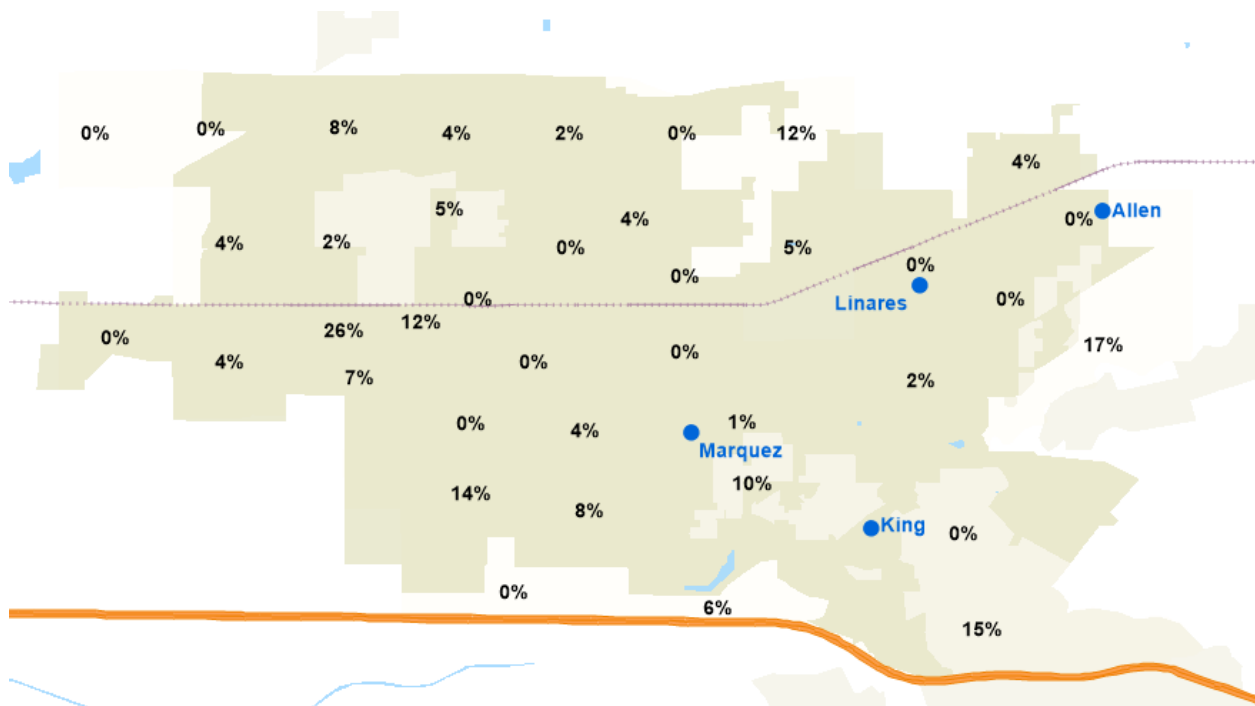 0% 0% 8% 4% 2% 0% 12%
4%
5% 4% 0% Allen
4% 2% 0% 5%
0% 0%
0% Linares 0%
26% 12%
0% 0% 17%
4% 0%
7% 2%
0% 4% 1%
Marquez
14% 10%
8%
King 0%
0%
6%
15%